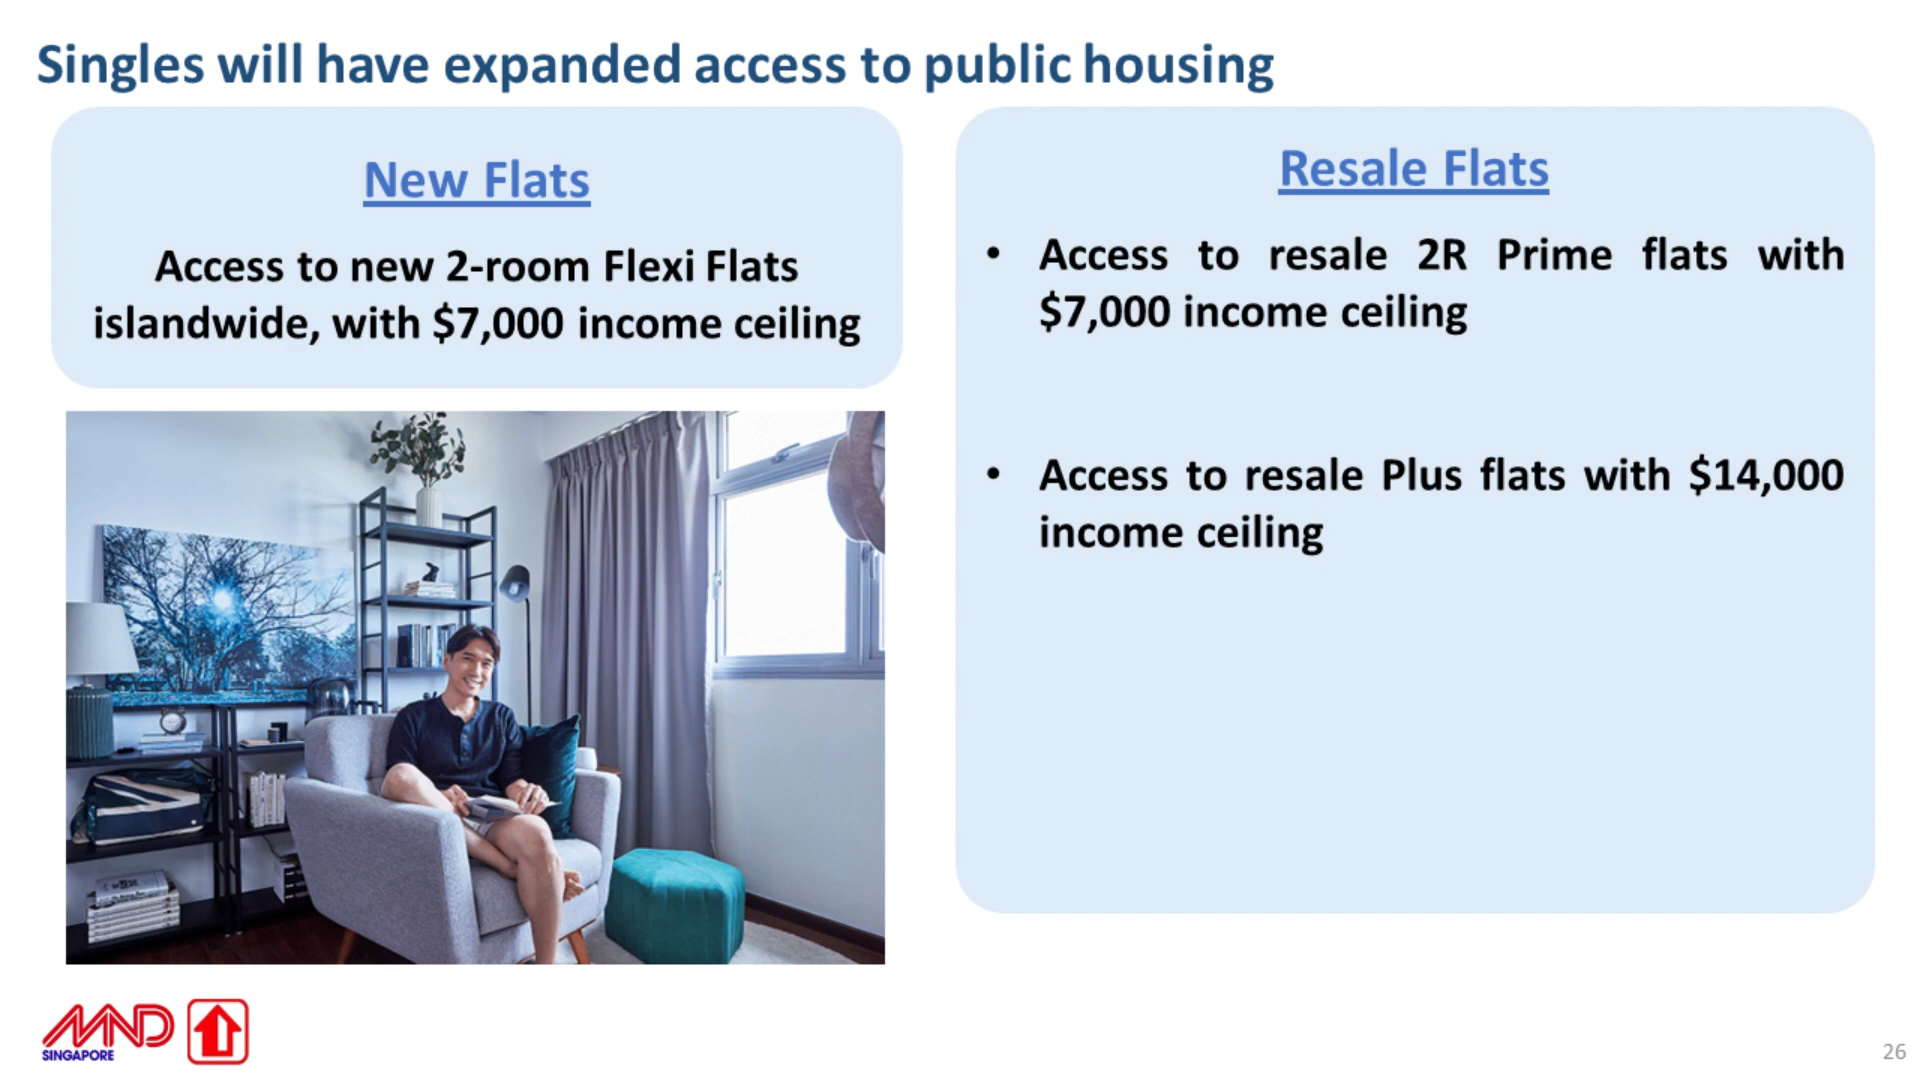 Singles will have expanded access to public housing
New Flats
Access to new 2-room Flexi Flats
islandwide, with $7,000 income ceiling
Resale Flats
• Access to resale 2R Prime flats with
$7,000 income ceiling
• Access to resale Plus flats with $14,000
income ceiling
MND
SINGAPORE
26